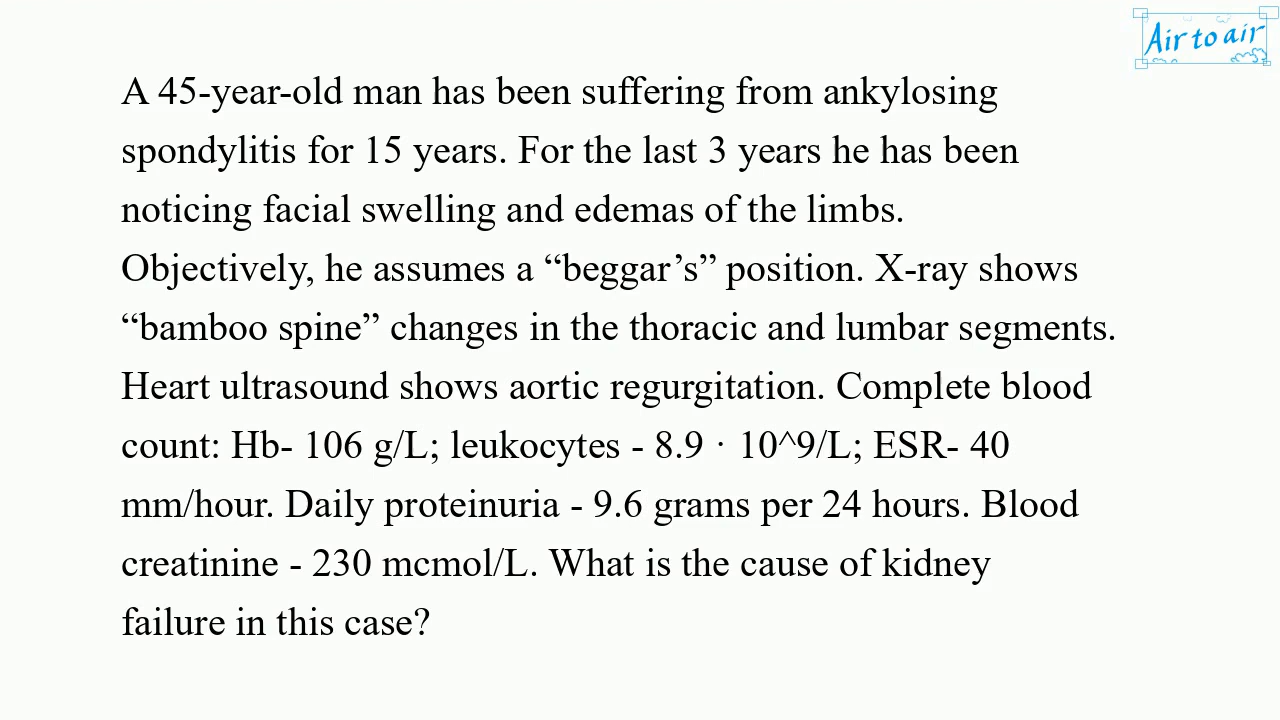 Air to air
A 45-year-old man has been suffering from ankylosing
spondylitis for 15 years. For the last 3 years he has been
noticing facial swelling and edemas of the limbs.
Objectively, he assumes a “beggar’s” position. X-ray shows
“bamboo spine” changes in the thoracic and lumbar segments.
Heart ultrasound shows aortic regurgitation. Complete blood
count: Hb- 106 g/L; leukocytes - 8.9 · 10^9/L; ESR- 40
mm/hour. Daily proteinuria - 9.6 grams per 24 hours. Blood
creatinine - 230 mcmol/L. What is the cause of kidney
failure in this case?